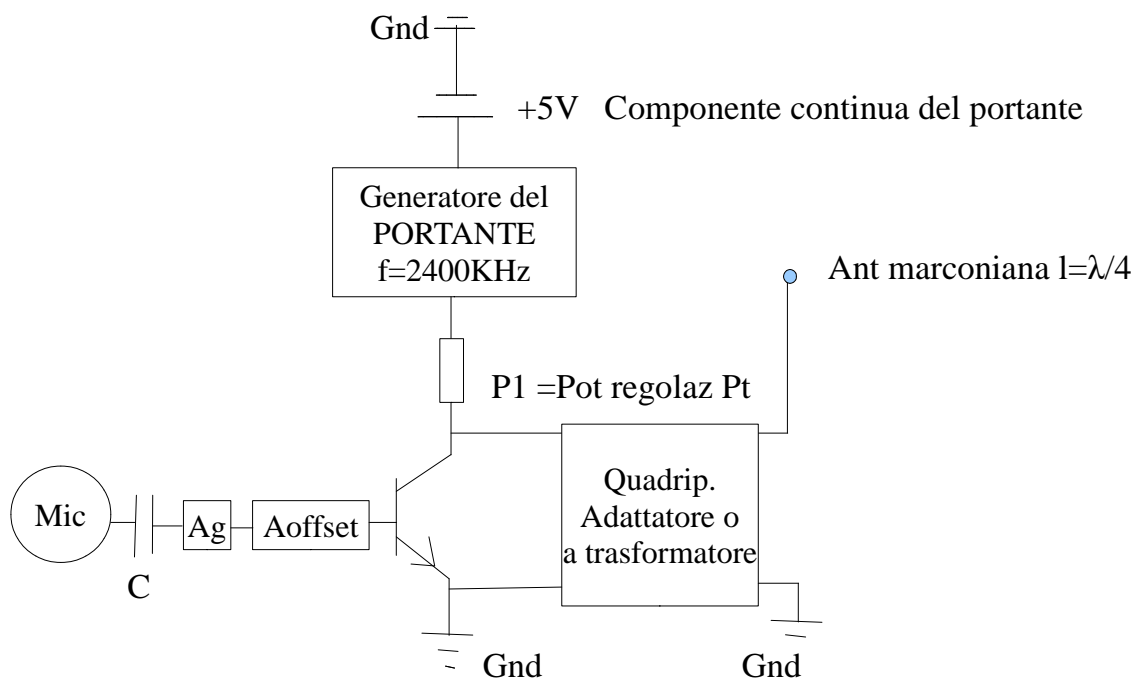 Gnd
+5V Componente continua del portante
Generatore del
PORTANTE
f=2400KHz
Ant marconiana l=λ/4
P1 =Pot regolaz Pt
Quadrip.
Adattatore o
a trasformatore
Mic
Ag
Aoffset
C
Gnd
Gnd